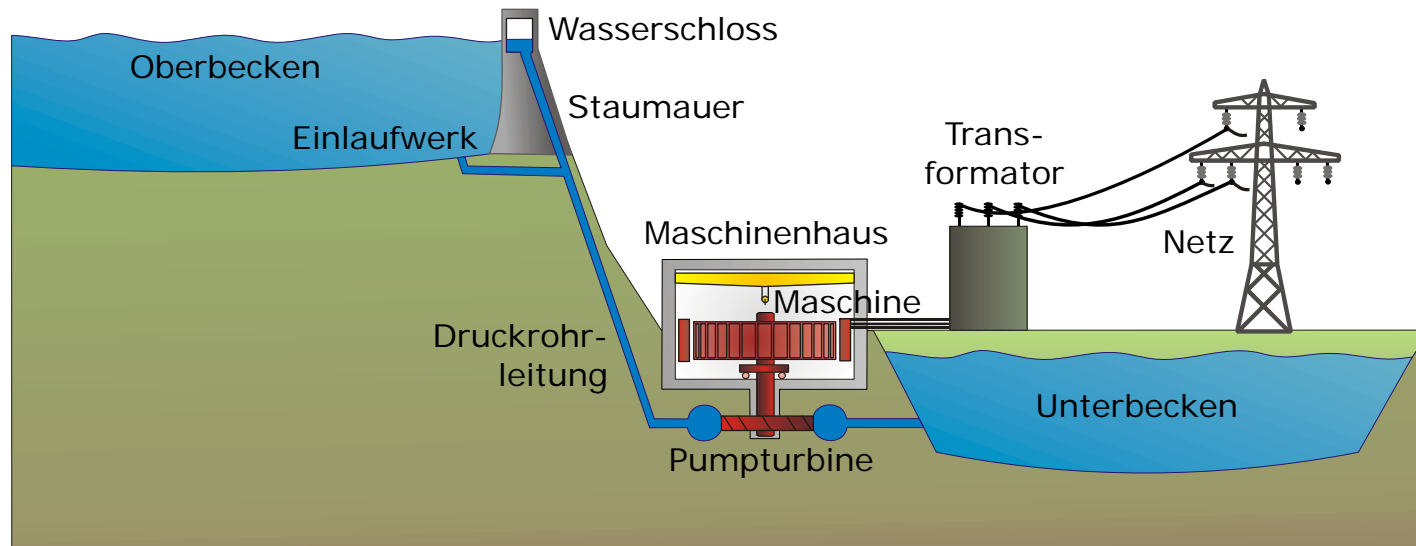 Wasserschloss
Oberbecken
Staumauer
Einlaufwerk
Trans-
formator
Maschinenhaus
Netz
Maschine
Druckrohr-
leitung
Unterbecken
Pumpturbine